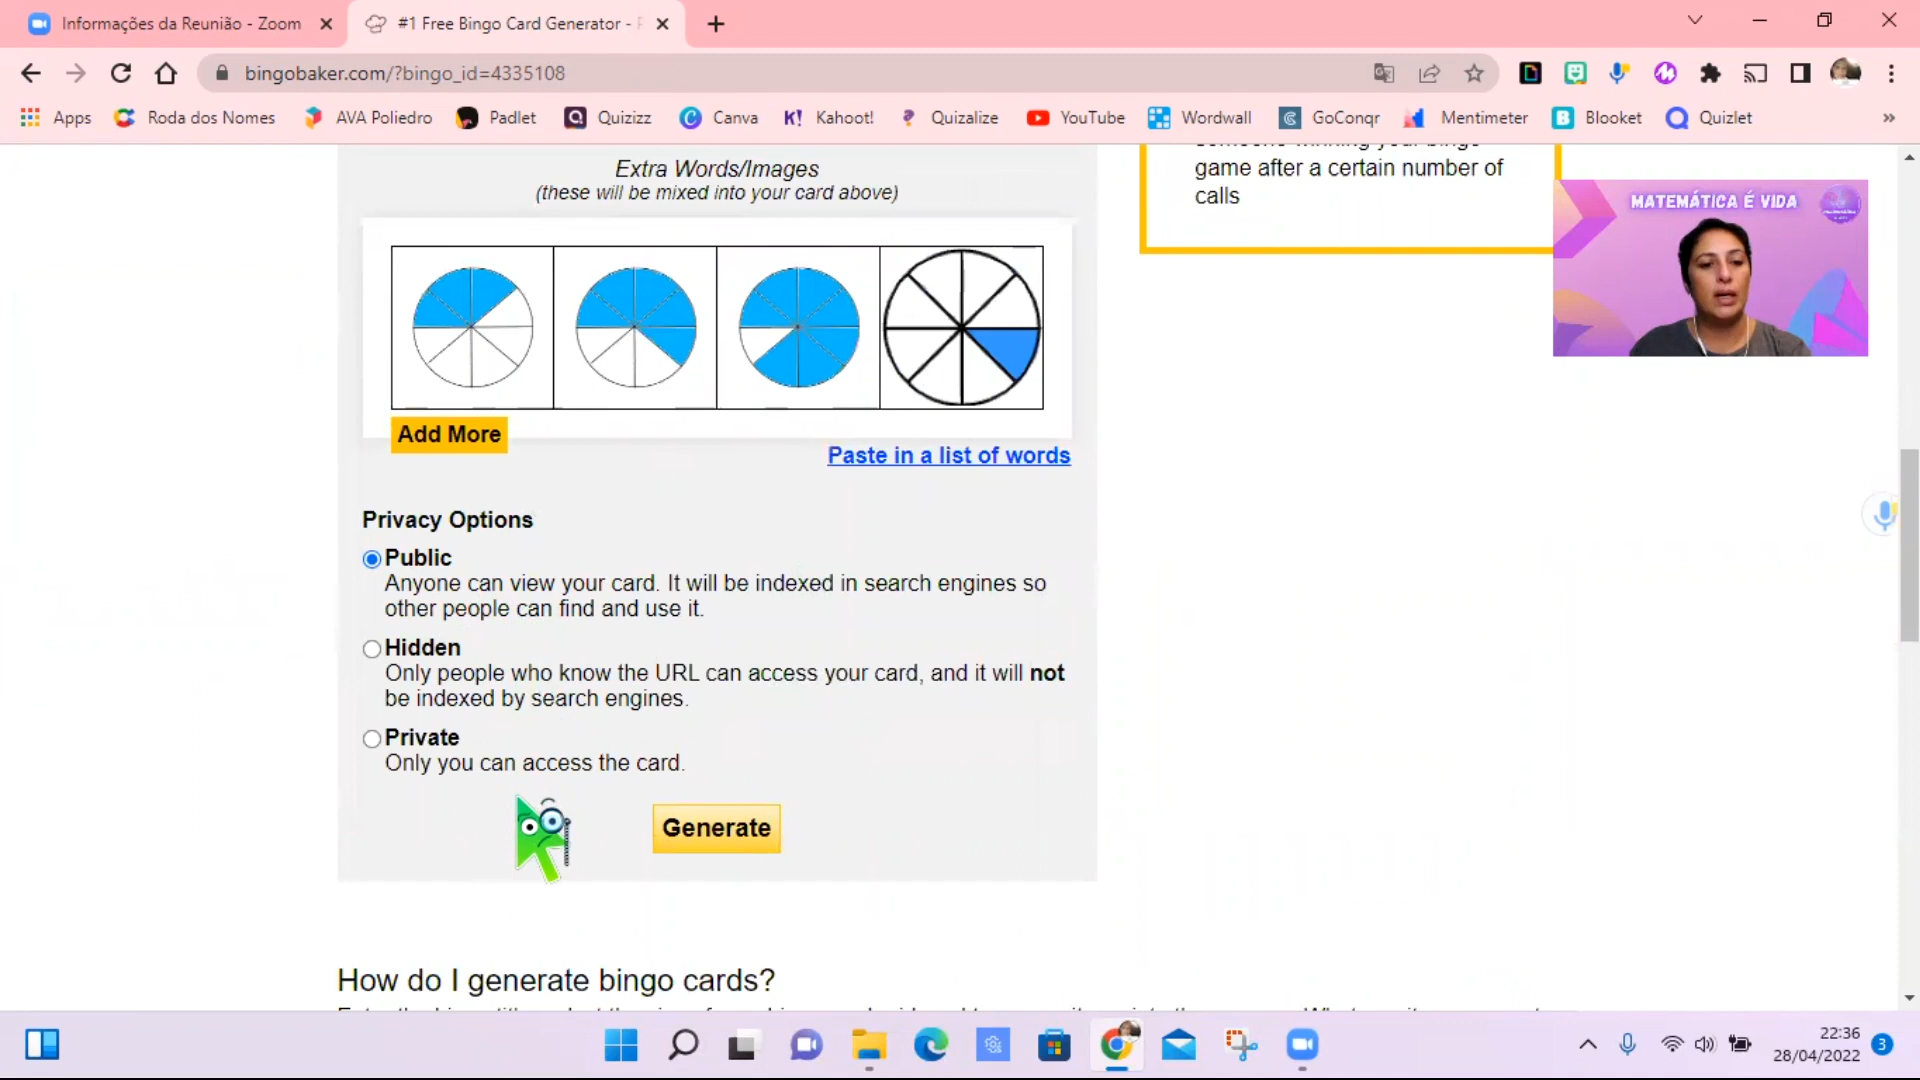 Informações da Reunião - Zoom
#1 Free Bingo Card Generator -
bingobaker.com/?bingo_id=4335108
Apps
Roda dos Nomes
AVA Poliedro
Padlet
Quizizz
Canva
K! Kahoot!
Quizalize
YouTube
Wordwall
GoConqr
Mentimeter
B Blooket
Quizlet
Extra Words/Images
(these will be mixed into your card above)
someone winning your bingo
game after a certain number of
calls
MATEMÁTICA É VIDA
Add More
Paste in a list of words
Privacy Options
Public
Anyone can view your card. It will be indexed in search engines so
other people can find and use it.
Hidden
Only people who know the URL can access your card, and it will not
be indexed by search engines.
Private
Only you can access the card.
Generate
How do I generate bingo cards?
22:36
28/04/2022
3